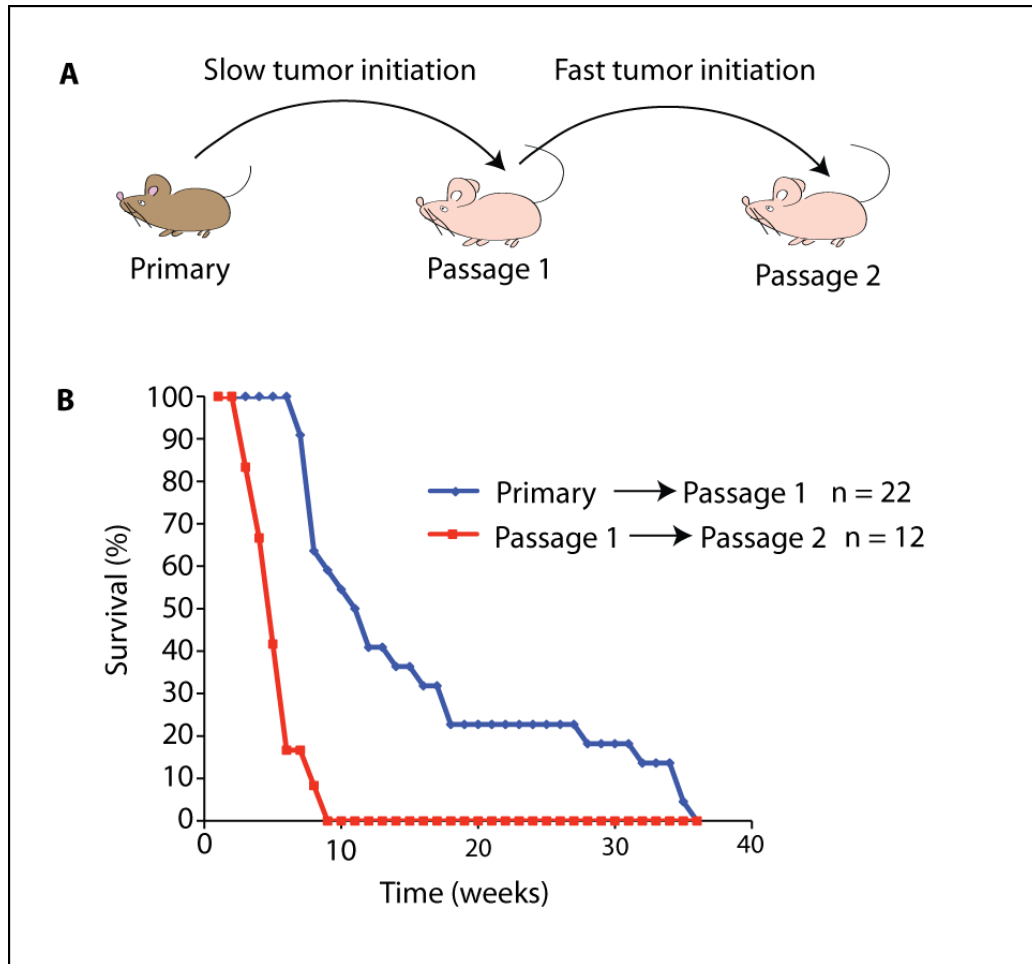 A
Slow tumor initiation
Fast tumor initiation
Primary
Passage 1
Passage 2
B
Survival (%)
100
90
80
70
60
50
40
30
20
10
0
Primary Passage 1 n = 22
Passage 1 Passage 2 n = 12
0 10 20 30 40
Time (weeks)